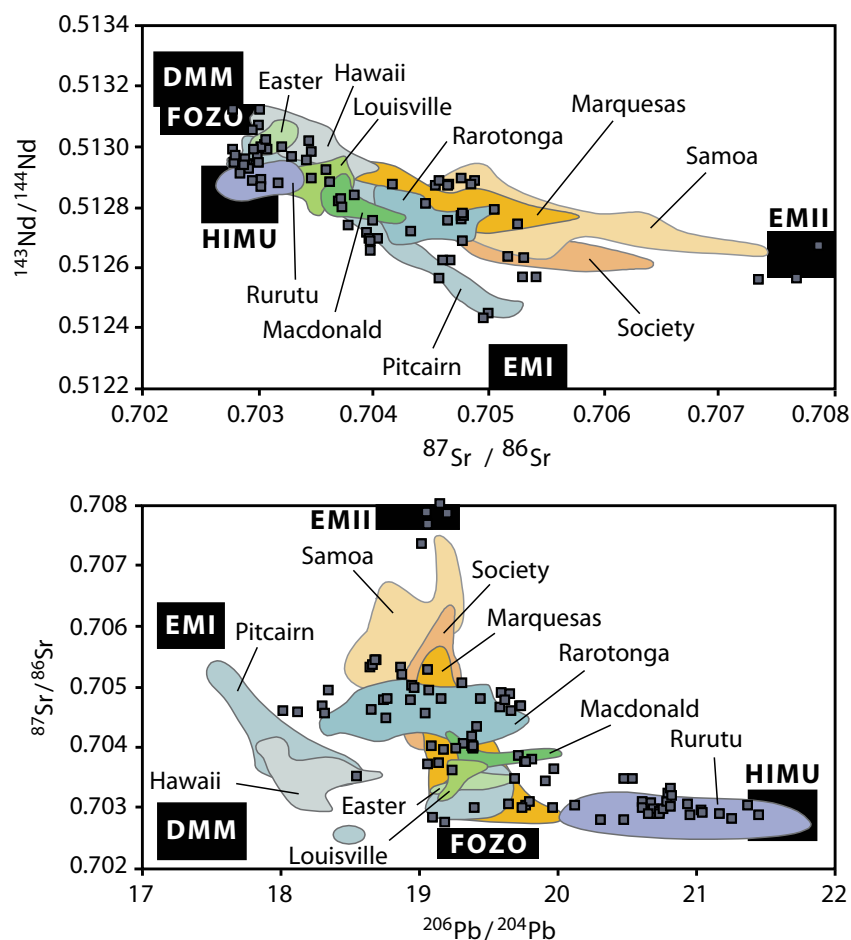 0.5134
0.5132
0.5130
0.5128
0.5126
0.5124
0.5122
143Nd / 144Nd
DMM
FOZO
Easter
Hawaii
Louisville
Marquesas
Rarotonga
Samoa
EMII
HIMU
Rurutu
Macdonald
Society
Pitcairn
EMI
0.702 0.703 0.704 0.705 0.706 0.707 0.708
87Sr / 86Sr
0.708
0.707
0.706
0.705
0.704
0.703
0.702
87Sr/86Sr
EMII
Samoa
Society
EMI
Pitcairn
Marquesas
Rarotonga
Macdonald
Rurutu
HIMU
Hawaii
Easter
DMM
FOZO
Louisville
17 18 19 20 21 22
206Pb/204Pb